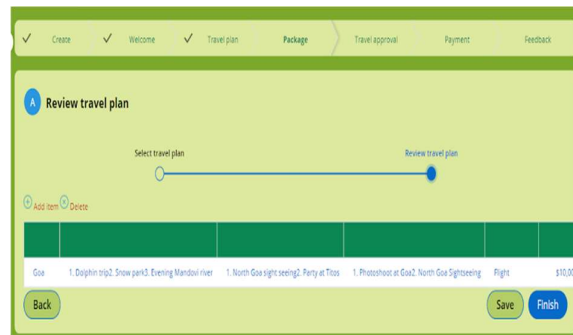 Create Welcome Travel plan Package Travel approval Payment Feedback
A Review travel plan
Select travel plan Review travel plan
Add item Delete
Goa 1. Dolphin trip2. Snow park3. Evening Mandovi river 1. North Goa sight seeing2. Party at Titos 1. Photoshoot at Goa2. North Goa Sightseeing Flight
Back Save Finish